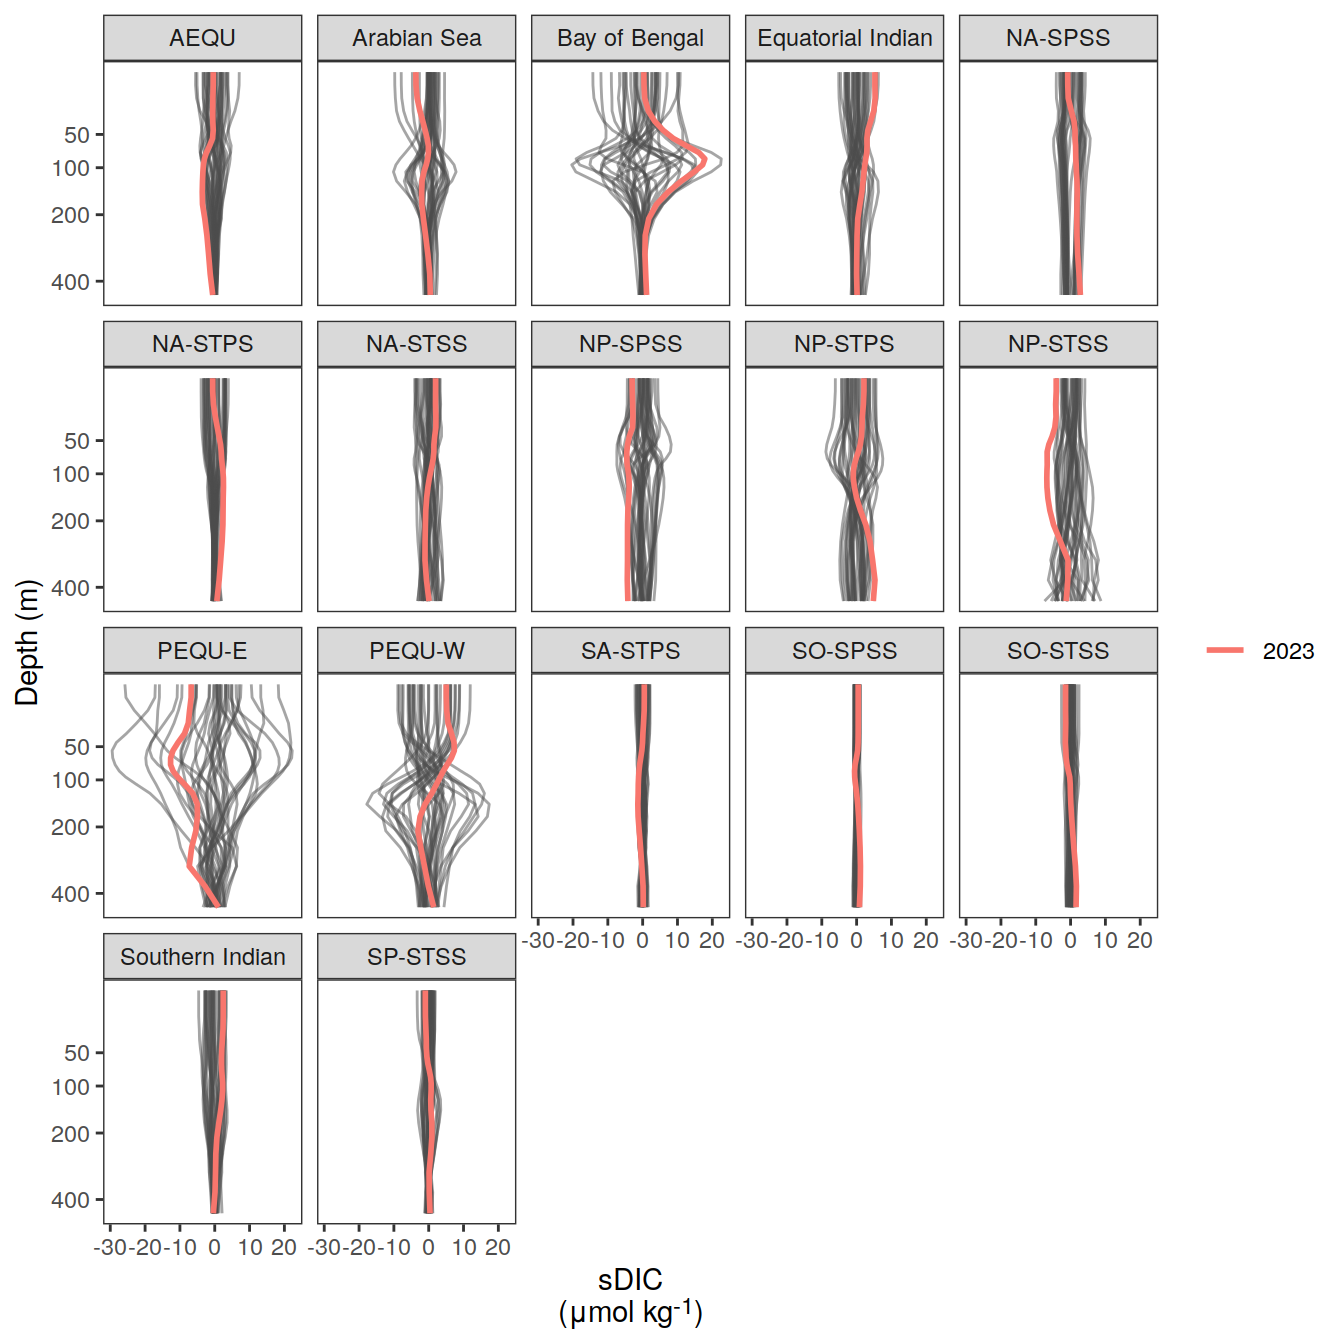 AEQU Arabian Sea Bay of Bengal Equatorial Indian NA-SPSS
50
100
200
400
NA-STPS NA-STSS NP-SPSS NP-STPS NP-STSS
50
100
200
400
Depth (m)
2023
PEQU-E PEQU-W SA-STPS SO-SPSS SO-STSS
50
100
200
400
-30 -20 -10 0 10 20 -30 -20 -10 0 10 20 -30 -20 -10 0 10 20
Southern Indian SP-STSS
50
100
200
400
-30 -20 -10 0 10 20 -30 -20 -10 0 10 20
sDIC
(µmol kg-1)